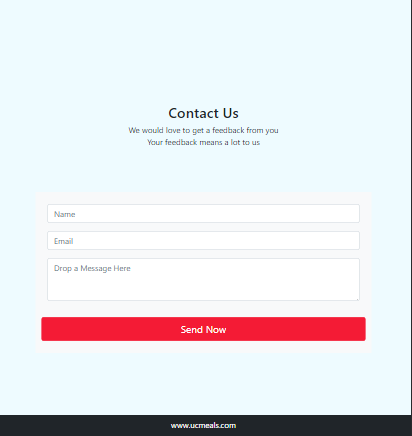 Contact Us
We would love to get a feedback from you
Your feedback means a lot to us
Name
Email
Drop a Message Here
Send Now
www.ucmeals.com